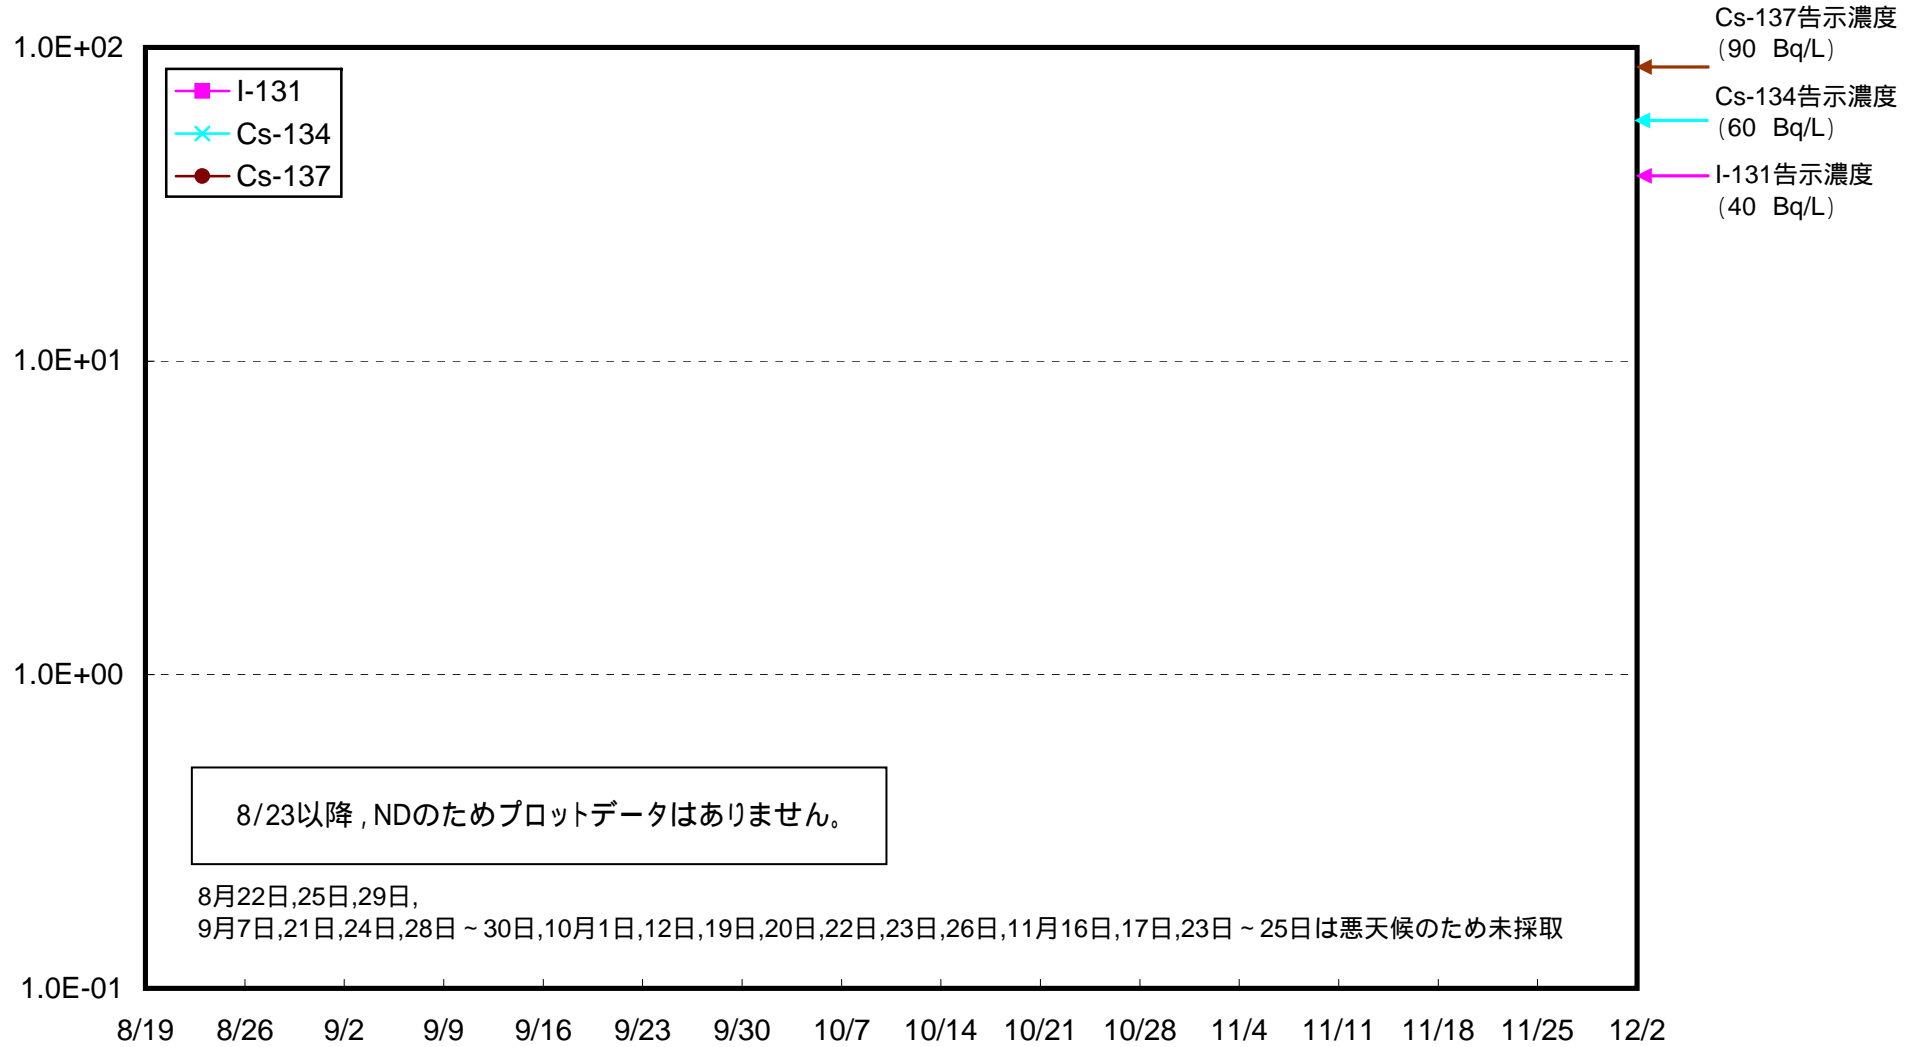 Cs-137告示濃度
(90 Bq/L)
Cs-134告示濃度
(60 Bq/L)
I-131告示濃度
(40 Bq/L)
1.0E+02
1.0E+01
1.0E+00
1.0E-01
I-131
Cs-134
Cs-137
8/23以降,NDのためプロットデータはありません。
8月22日,25日,29日,
9月7日,21日,24日,28日~30日,10月1日,12日,19日,20日,22日,23日,26日,11月16日,17日,23日~25日は悪天候のため未採取
8/19 8/26 9/2 9/9 9/16 9/23 9/30 10/7 10/14 10/21 10/28 11/4 11/11 11/18 11/25 12/2